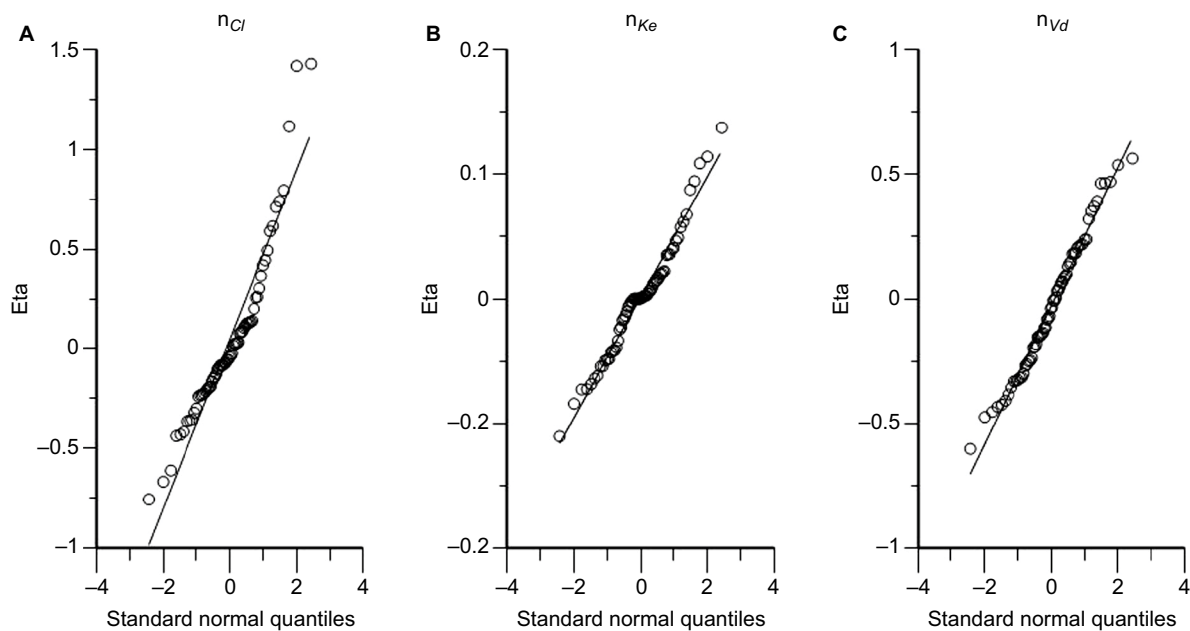 A
n_Cl
1.5
1
0.5
0
–0.5
–1
Eta
–4
–2
0
2
4
Standard normal quantiles
B
n_Ke
0.2
0.1
0
–0.2
–0.2
Eta
–4
–2
0
2
4
Standard normal quantiles
C
n_Vd
1
0.5
0
–0.5
–1
Eta
–4
–2
0
2
4
Standard normal quantiles